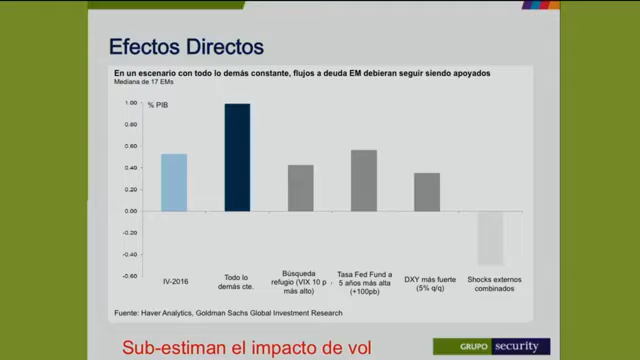 Efectos Directos
En un escenario con todo lo demás constante, flujos a deuda EM debieran seguir siendo apoyados
Mediana de 17 EMs
% PIB
1.00
0.80
0.60
0.40
0.20
0.00
-0.20
-0.40
-0.60
IV-2016
Todo lo
demás cte.
Búsqueda
refugio (VIX 10 p
más alto)
Tasa Fed Fund a
5 años más alta
(+100pb)
DXY más fuerte
(5% q/q)
Shocks externos
combinados
Fuente: Haver Analytics, Goldman Sachs Global Investment Research
Sub-estiman el impacto de vol
GRUPO security